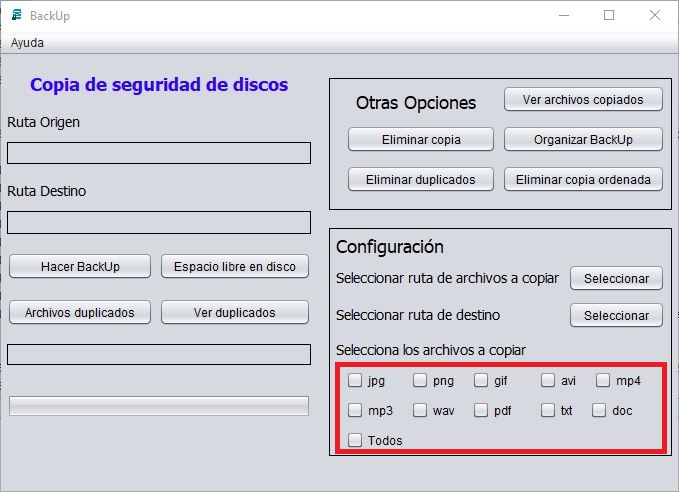 BackUp
Ayuda
Copia de seguridad de discos
Ruta Origen
Ruta Destino
Hacer BackUp
Espacio libre en disco
Archivos duplicados
Ver duplicados
Otras Opciones
Ver archivos copiados
Eliminar copia
Organizar BackUp
Eliminar duplicados
Eliminar copia ordenada
Configuración
Seleccionar ruta de archivos a copiar
Seleccionar
Seleccionar ruta de destino
Seleccionar
Selecciona los archivos a copiar
jpg png gif avi mp4
mp3 wav pdf txt doc
Todos